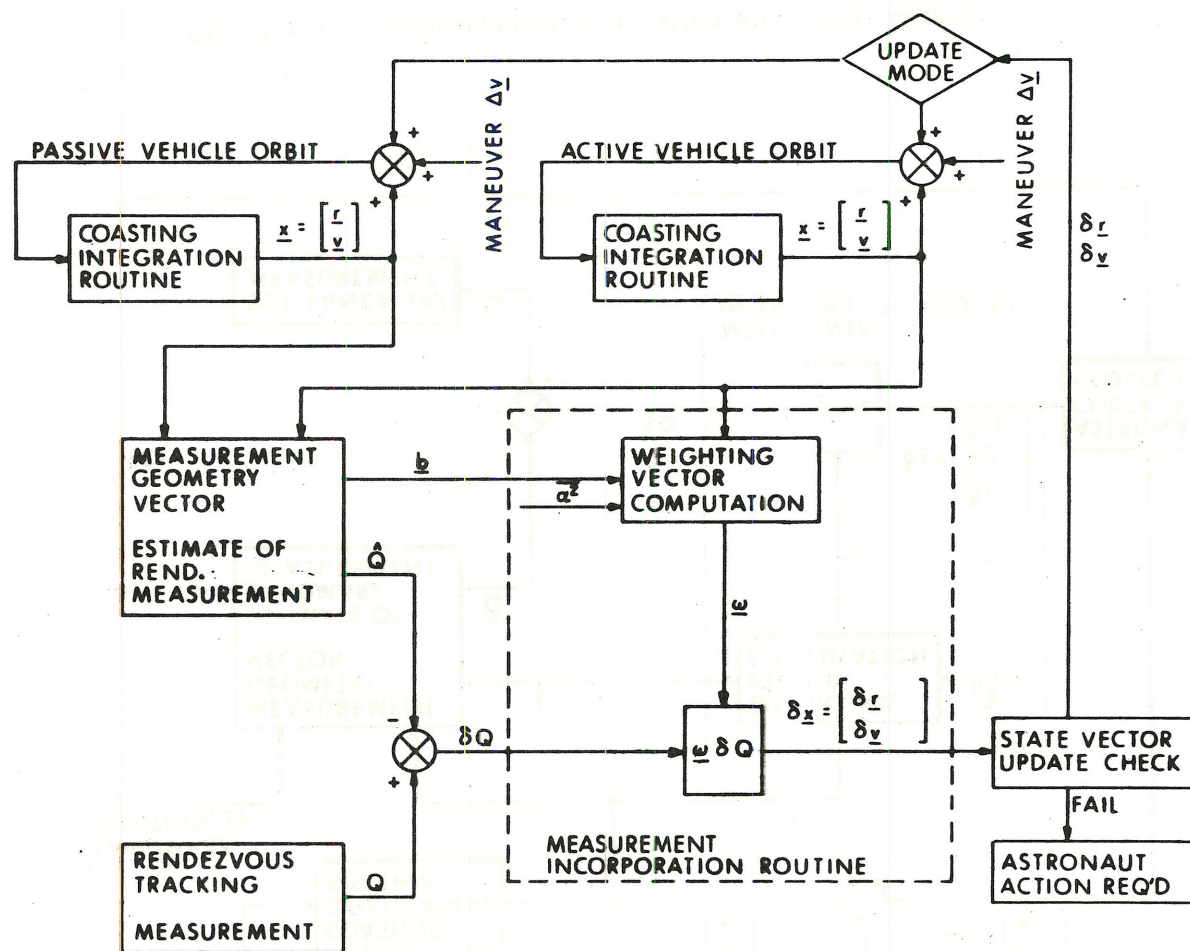 UPDATE
MODE
MANEUVER Δv
MANEUVER Δv
+
+
+
+
+
+
PASSIVE VEHICLE ORBIT
ACTIVE VEHICLE ORBIT
COASTING
INTEGRATION
ROUTINE
x = [r
v]
COASTING
INTEGRATION
ROUTINE
x = [r
v]
δr
δv
MEASUREMENT
GEOMETRY
VECTOR
ESTIMATE OF
REND.
MEASUREMENT
b
Q̂
WEIGHTING
VECTOR
COMPUTATION
ω
-
+
δQ
ω δQ
δx = [δr
δv]
STATE VECTOR
UPDATE CHECK
FAIL
ASTRONAUT
ACTION REQ'D
MEASUREMENT
INCORPORATION ROUTINE
RENDEZVOUS
TRACKING
MEASUREMENT
Q